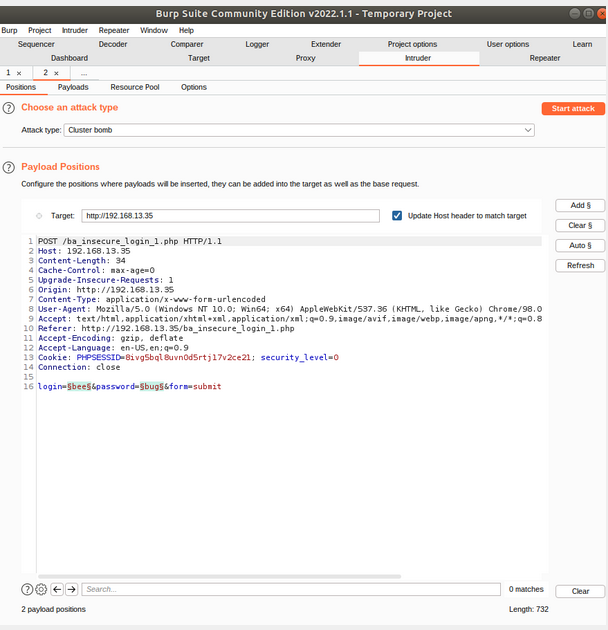 Burp Suite Community Edition v2022.1.1 - Temporary Project
Burp Project Intruder Repeater Window Help
Sequencer Decoder Comparer Logger Extender Project options User options Learn
Dashboard Target Proxy Intruder Repeater
1 × 2 × ...
Positions Payloads Resource Pool Options
? Choose an attack type Start attack
Attack type: Cluster bomb
? Payload Positions
Configure the positions where payloads will be inserted, they can be added into the target as well as the base request.
Target: http://192.168.13.35 Update Host header to match target Add §
Clear §
Auto §
Refresh
1 POST /ba_insecure_login_1.php HTTP/1.1
2 Host: 192.168.13.35
3 Content-Length: 34
4 Cache-Control: max-age=0
5 Upgrade-Insecure-Requests: 1
6 Origin: http://192.168.13.35
7 Content-Type: application/x-www-form-urlencoded
8 User-Agent: Mozilla/5.0 (Windows NT 10.0; Win64; x64) AppleWebKit/537.36 (KHTML, like Gecko) Chrome/98.0
9 Accept: text/html,application/xhtml+xml,application/xml;q=0.9,image/avif,image/webp,image/apng,*/*;q=0.8
10 Referer: http://192.168.13.35/ba_insecure_login_1.php
11 Accept-Encoding: gzip, deflate
12 Accept-Language: en-US,en;q=0.9
13 Cookie: PHPSESSID=8ivg5bql8uvn0d5rtj17v2ce21; security_level=0
14 Connection: close
15
16 login=§bee§&password=§bug§&form=submit
? Search... 0 matches Clear
2 payload positions Length: 732